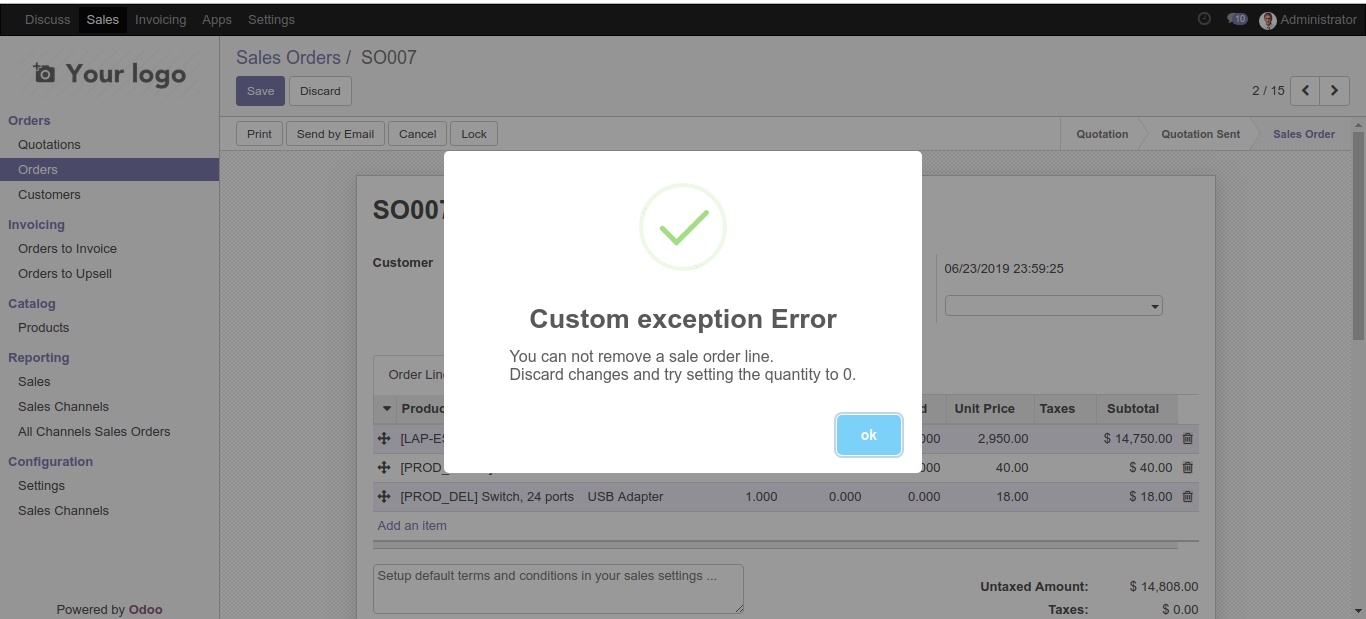 Discuss Sales Invoicing Apps Settings 10 Administrator
Your logo
Sales Orders / SO007
Save Discard 2 / 15
Print Send by Email Cancel Lock Quotation Quotation Sent Sales Order
Orders
Quotations
Orders
Customers
Invoicing
Orders to Invoice
Orders to Upsell
Catalog
Products
Reporting
Sales
Sales Channels
All Channels Sales Orders
Configuration
Settings
Sales Channels
Powered by Odoo
SO007
Customer 06/23/2019 23:59:25
Custom exception Error
You can not remove a sale order line.
Discard changes and try setting the quantity to 0.
ok
Order Lin
Produc d Unit Price Taxes Subtotal
[LAP-E 000 2,950.00 $ 14,750.00
[PROD_ 000 40.00 $ 40.00
[PROD_DEL] Switch, 24 ports USB Adapter 1.000 0.000 0.000 18.00 $ 18.00
Add an item
Setup default terms and conditions in your sales settings ...
Untaxed Amount: $ 14,808.00
Taxes: $ 0.00